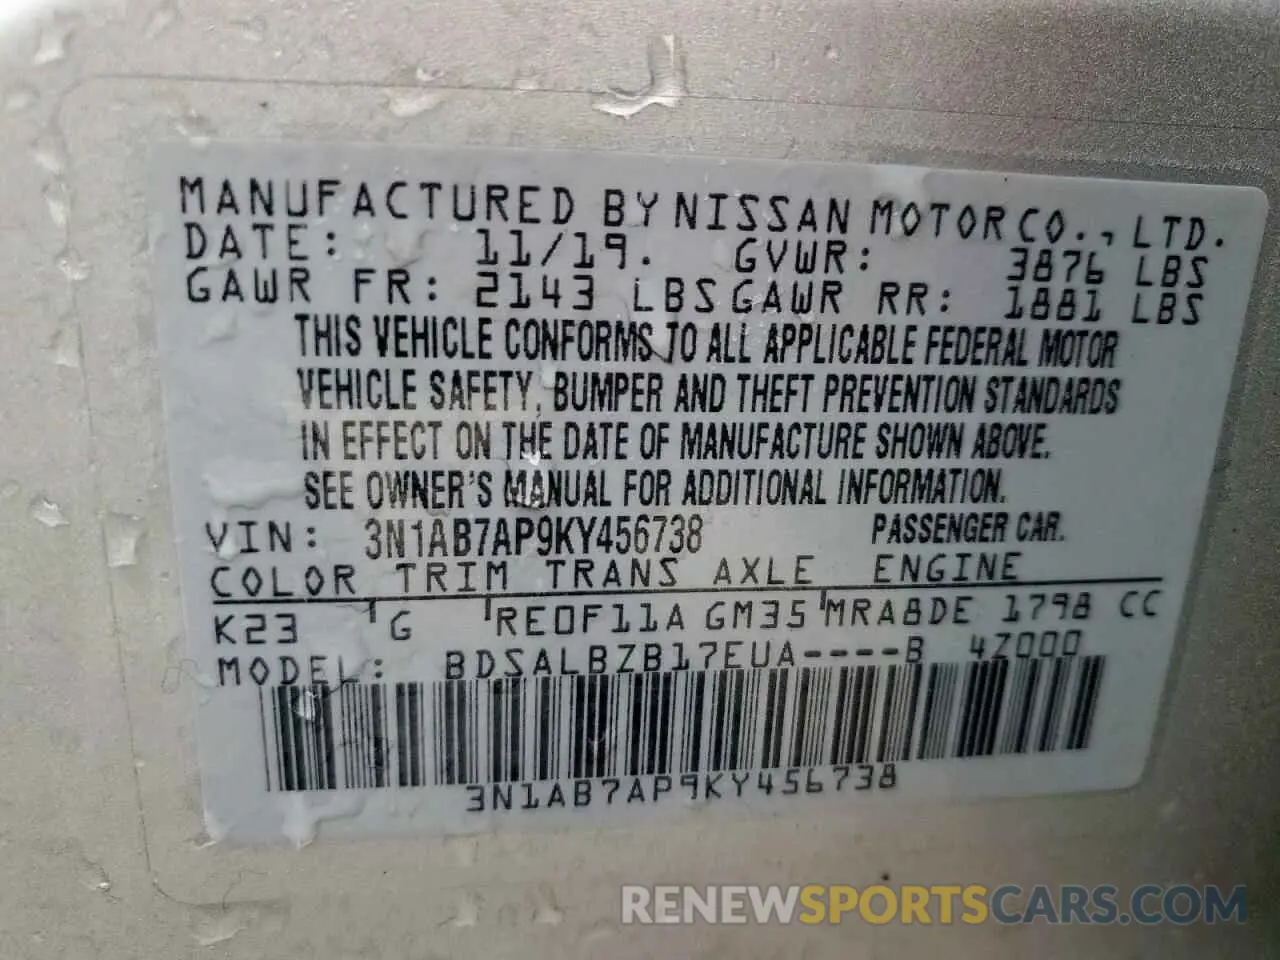 MANUFACTURED BY NISSAN MOTOR CO., LTD.
DATE: 11/19. GVWR: 3876 LBS
GAWR FR: 2143 LBS GAWR RR: 1881 LBS
THIS VEHICLE CONFORMS TO ALL APPLICABLE FEDERAL MOTOR
VEHICLE SAFETY, BUMPER AND THEFT PREVENTION STANDARDS
IN EFFECT ON THE DATE OF MANUFACTURE SHOWN ABOVE.
SEE OWNER'S MANUAL FOR ADDITIONAL INFORMATION.
VIN: 3N1AB7AP9KY456738 PASSENGER CAR.
COLOR TRIM TRANS AXLE ENGINE
K23 G RE0F11A GM35 MRA8DE 1798 CC
MODEL: BDSALBZB17EUA----B 4Z000
3N1AB7AP9KY456738
RENEWSPORTSCARS.COM